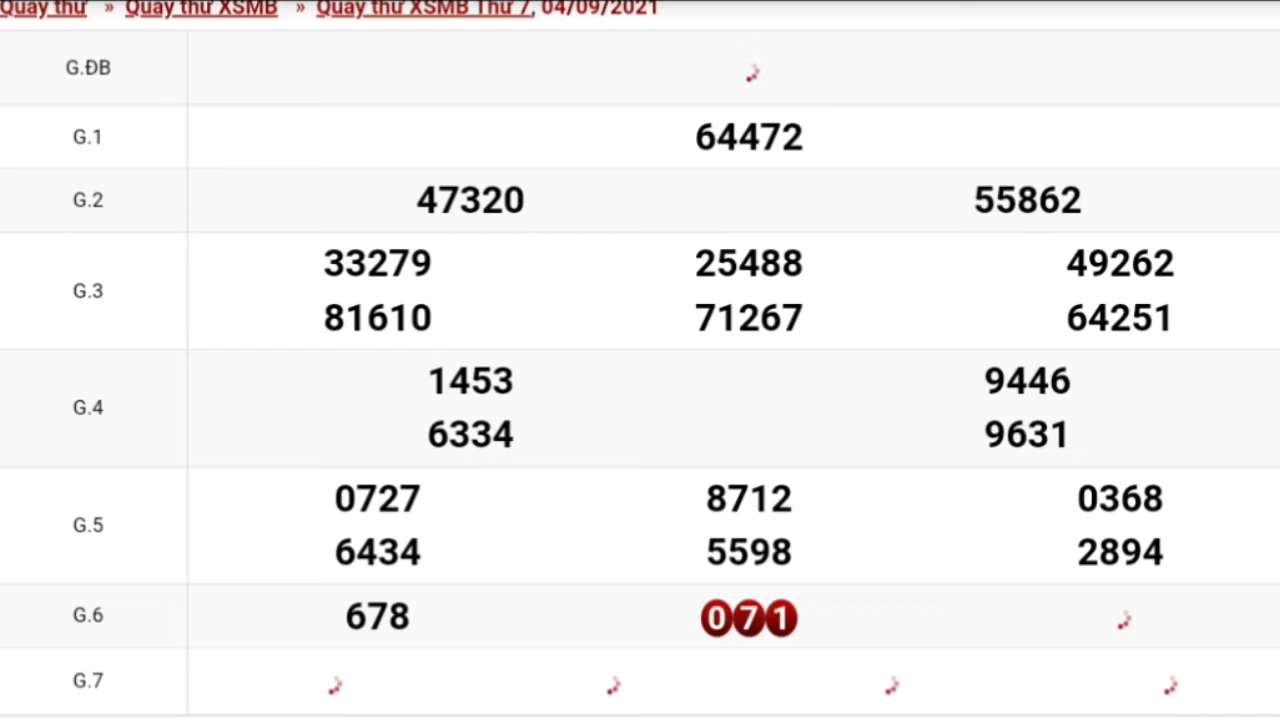 Quay thử » Quay thử XSMB » Quay thử XSMB Thứ 7, 04/09/2021
G.ĐB
G.1 64472
G.2 47320 55862
G.3 33279 25488 49262
81610 71267 64251
G.4 1453 9446
6334 9631
G.5 0727 8712 0368
6434 5598 2894
G.6 678 071
G.7